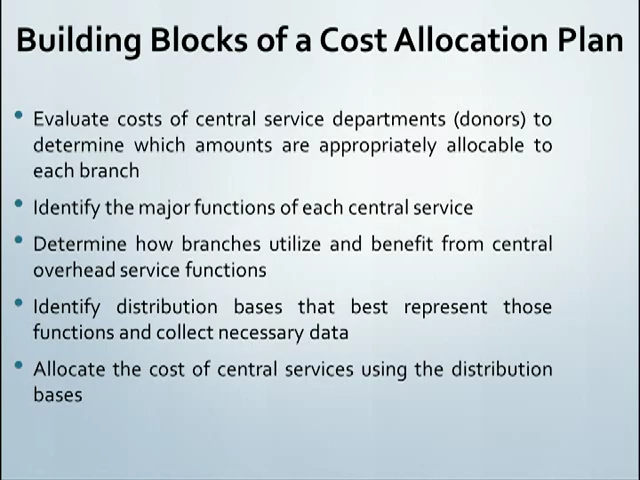 Building Blocks of a Cost Allocation Plan
• Evaluate costs of central service departments (donors) to
determine which amounts are appropriately allocable to
each branch
• Identify the major functions of each central service
• Determine how branches utilize and benefit from central
overhead service functions
• Identify distribution bases that best represent those
functions and collect necessary data
• Allocate the cost of central services using the distribution
bases